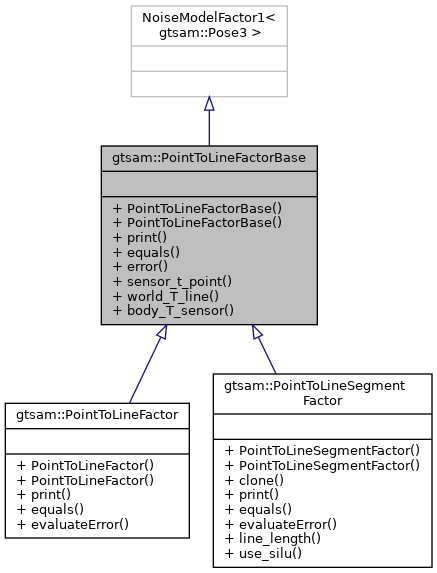 NoiseModelFactor1<
gtsam::Pose3 >
gtsam::PointToLineFactorBase
+ PointToLineFactorBase()
+ PointToLineFactorBase()
+ print()
+ equals()
+ error()
+ sensor_t_point()
+ world_T_line()
+ body_T_sensor()
gtsam::PointToLineFactor
+ PointToLineFactor()
+ PointToLineFactor()
+ print()
+ equals()
+ evaluateError()
gtsam::PointToLineSegment
Factor
+ PointToLineSegmentFactor()
+ PointToLineSegmentFactor()
+ clone()
+ print()
+ equals()
+ evaluateError()
+ line_length()
+ use_silu()